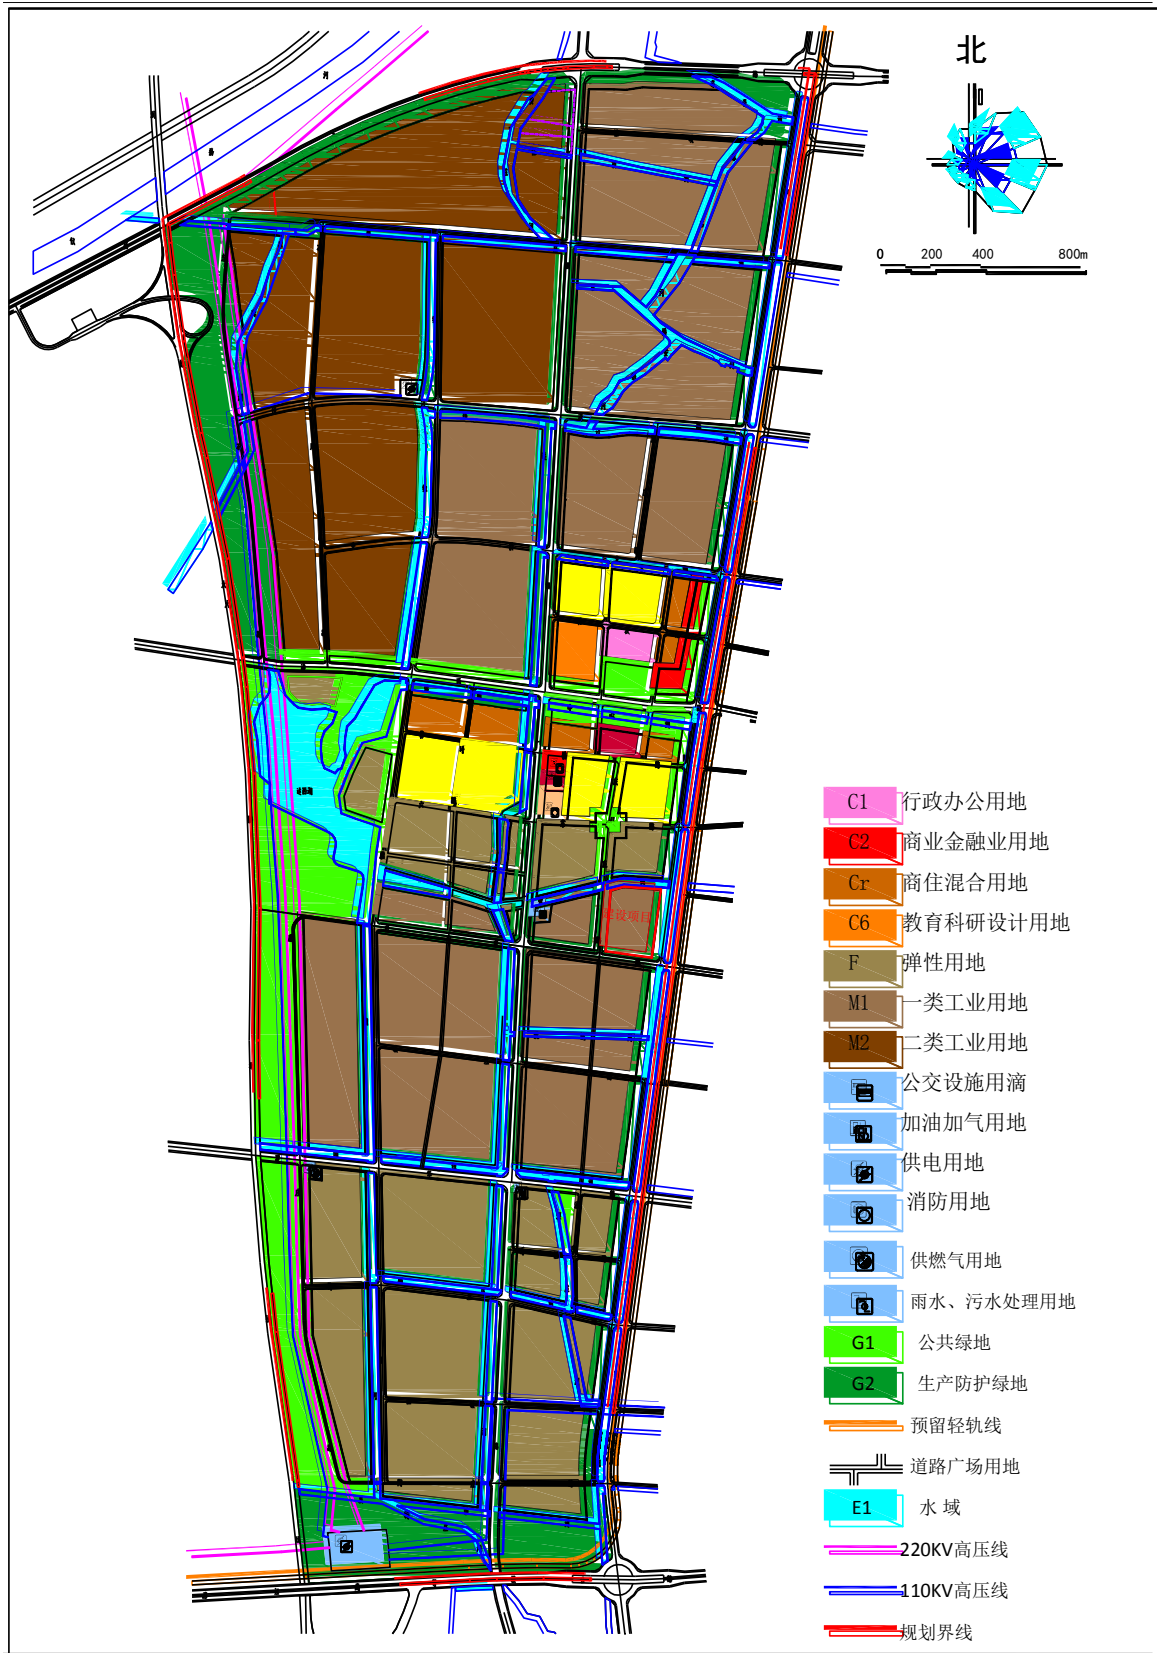 北
0 200 400 800m
建设项目
C1 行政办公用地
C2 商业金融业用地
Cr 商住混合用地
C6 教育科研设计用地
F 弹性用地
M1 一类工业用地
M2 二类工业用地
公交设施用滴
加油加气用地
供电用地
消防用地
供燃气用地
雨水、污水处理用地
G1 公共绿地
G2 生产防护绿地
预留轻轨线
道路广场用地
E1 水 域
220KV高压线
110KV高压线
规划界线